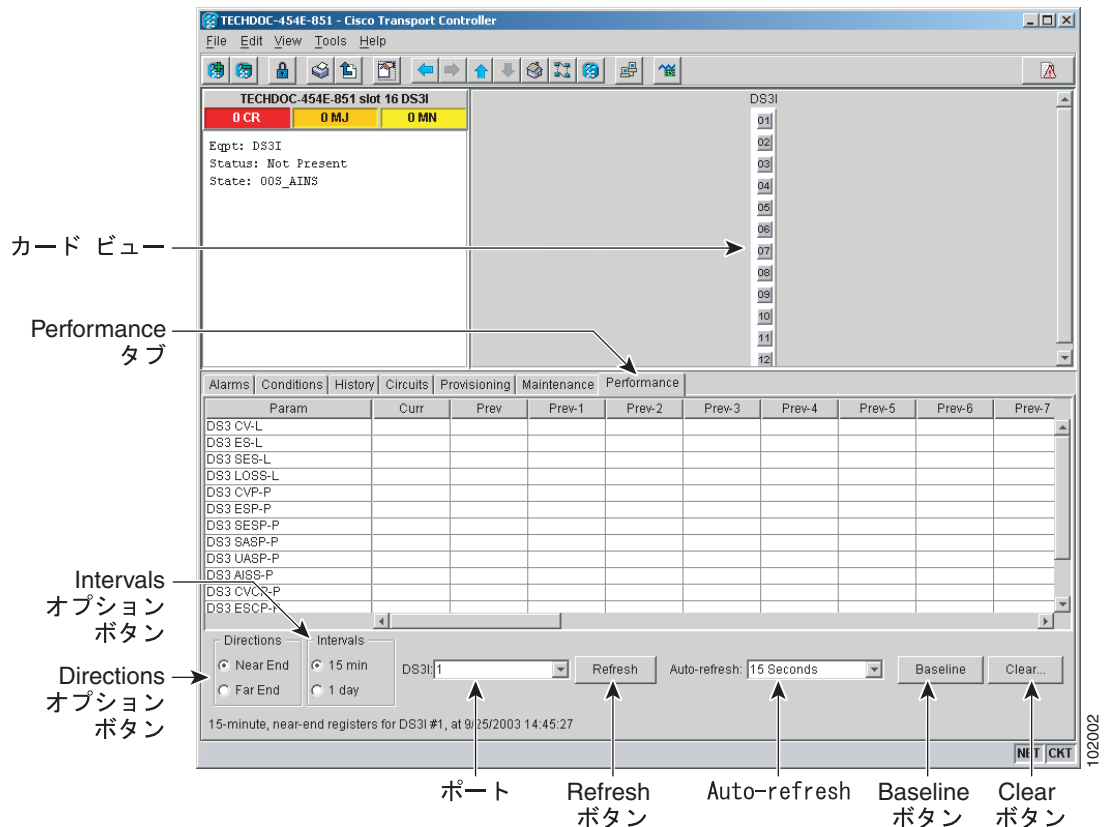 TECHDOC-454E-851 - Cisco Transport Controller
File Edit View Tools Help
TECHDOC-454E-851 slot 16 DS3I
0 CR 0 MJ 0 MN
Eqpt: DS3I
Status: Not Present
State: OOS_AINS
DS3I
01
02
03
04
05
06
07
08
09
10
11
12
カード ビュー
Performance
タブ
Alarms Conditions History Circuits Provisioning Maintenance Performance
Param Curr Prev Prev-1 Prev-2 Prev-3 Prev-4 Prev-5 Prev-6 Prev-7
DS3 CV-L
DS3 ES-L
DS3 SES-L
DS3 LOSS-L
DS3 CVP-P
DS3 ESP-P
DS3 SESP-P
DS3 SASP-P
DS3 UASP-P
DS3 AISS-P
DS3 CVCP-P
DS3 ESCP-P
Intervals
オプション
ボタン
Directions
オプション
ボタン
Directions Intervals
Near End 15 min
Far End 1 day
DS3I: 1 Refresh Auto-refresh: 15 Seconds Baseline Clear...
15-minute, near-end registers for DS3I #1, at 9/25/2003 14:45:27
NET CKT
102002
ポート
Refresh
ボタン
Auto-refresh
Baseline
ボタン
Clear
ボタン